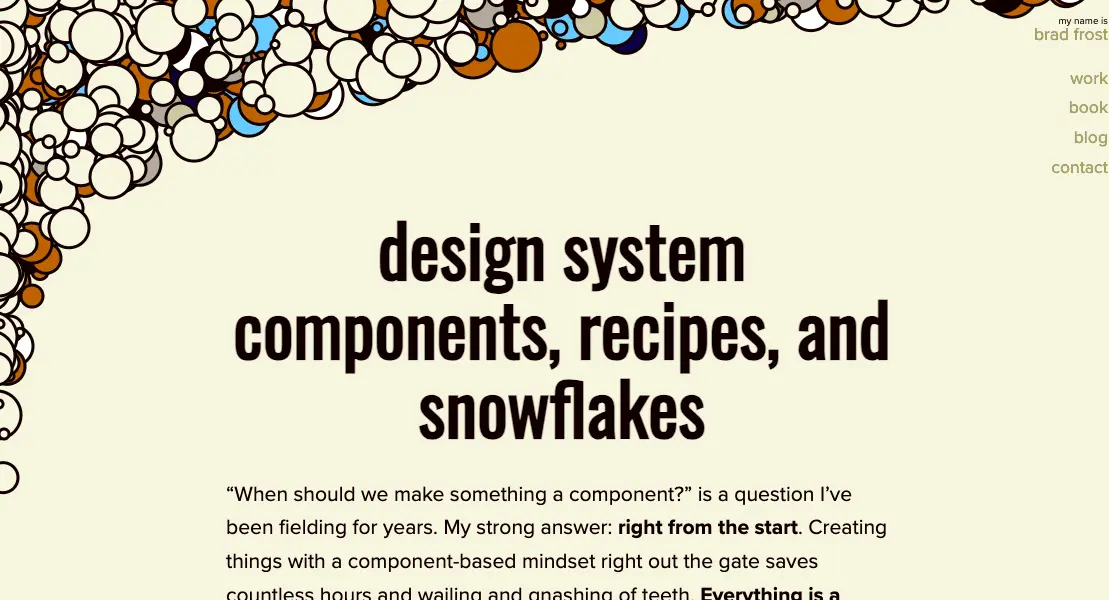 my name is
brad frost
work
book
blog
contact
design system
components, recipes, and
snowflakes
“When should we make something a component?” is a question I’ve
been fielding for years. My strong answer: right from the start. Creating
things with a component-based mindset right out the gate saves
countless hours and wailing and gnashing of teeth. Everything is a